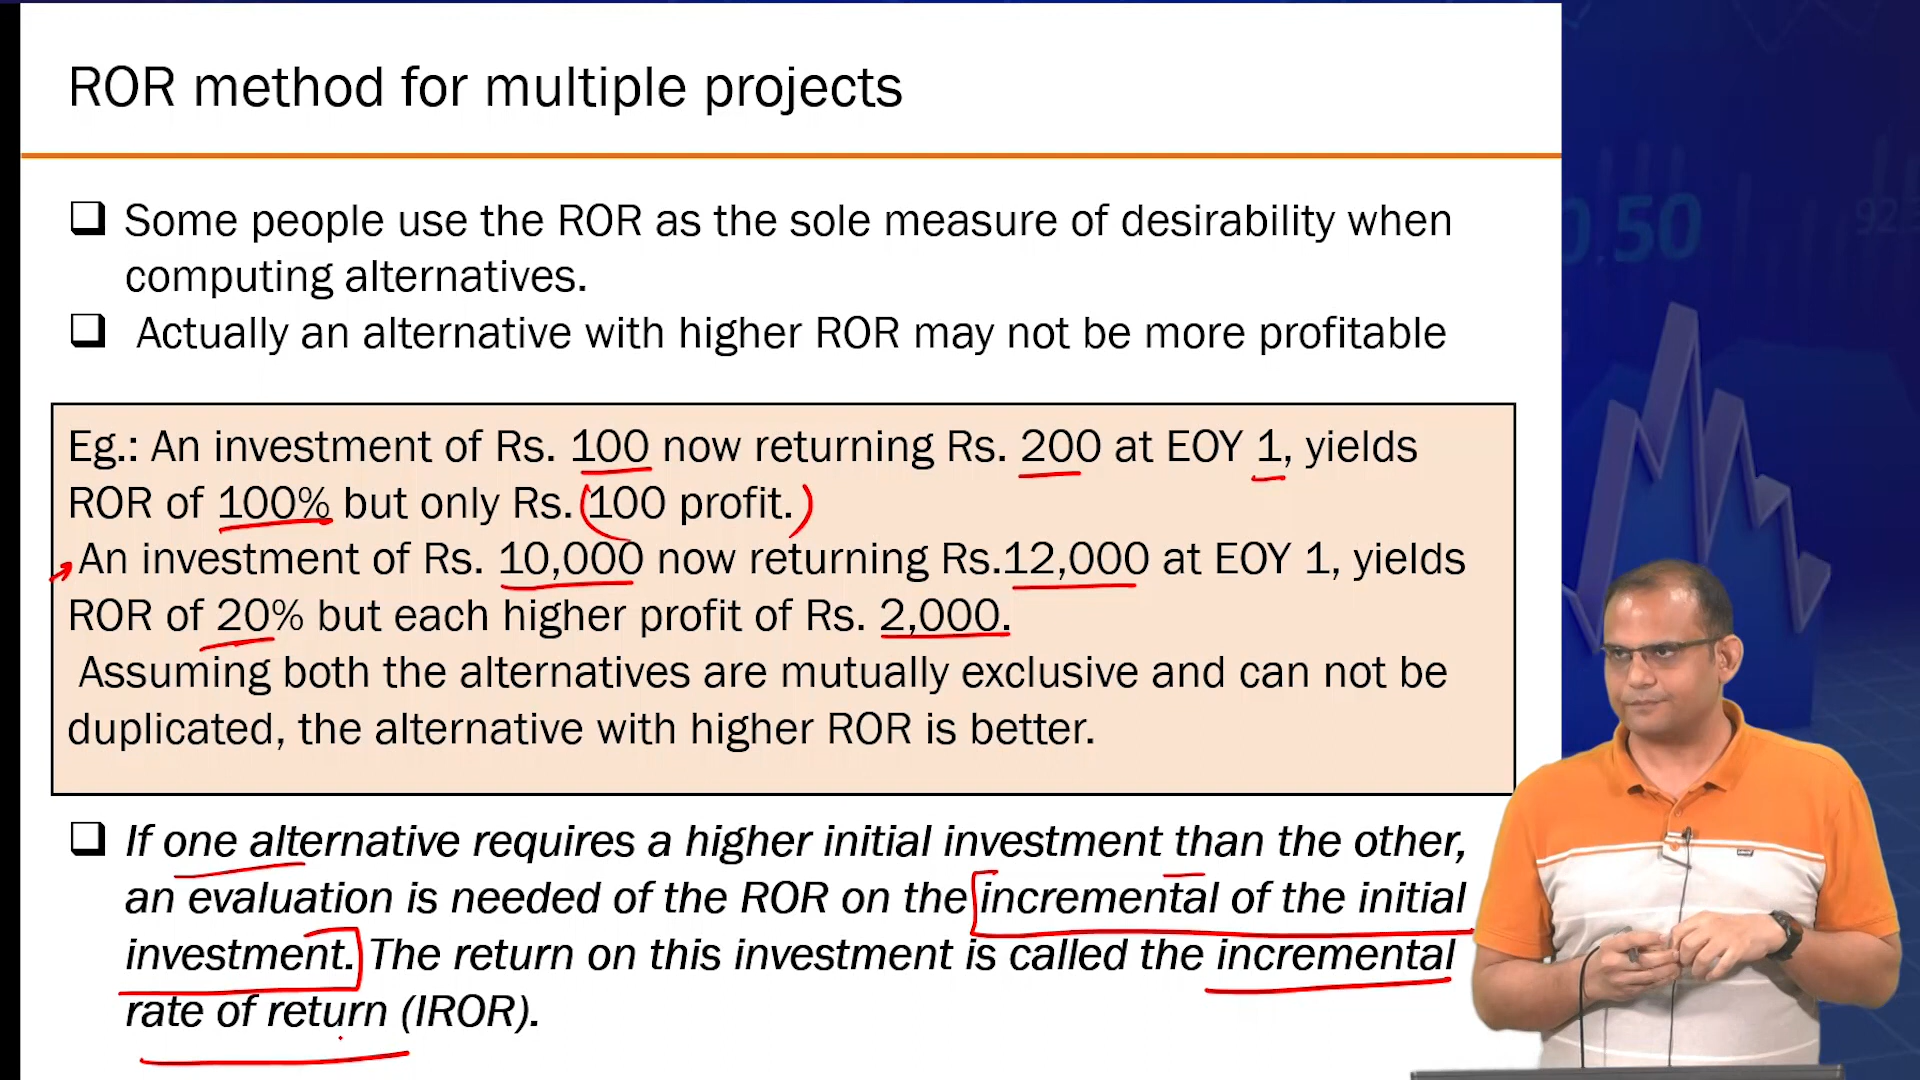 ROR method for multiple projects
Some people use the ROR as the sole measure of desirability when
computing alternatives.
Actually an alternative with higher ROR may not be more profitable
Eg.: An investment of Rs. 100 now returning Rs. 200 at EOY 1, yields
ROR of 100% but only Rs. 100 profit.
An investment of Rs. 10,000 now returning Rs.12,000 at EOY 1, yields
ROR of 20% but each higher profit of Rs. 2,000.
Assuming both the alternatives are mutually exclusive and can not be
duplicated, the alternative with higher ROR is better.
If one alternative requires a higher initial investment than the other,
an evaluation is needed of the ROR on the incremental of the initial
investment. The return on this investment is called the incremental
rate of return (IROR).
0.50